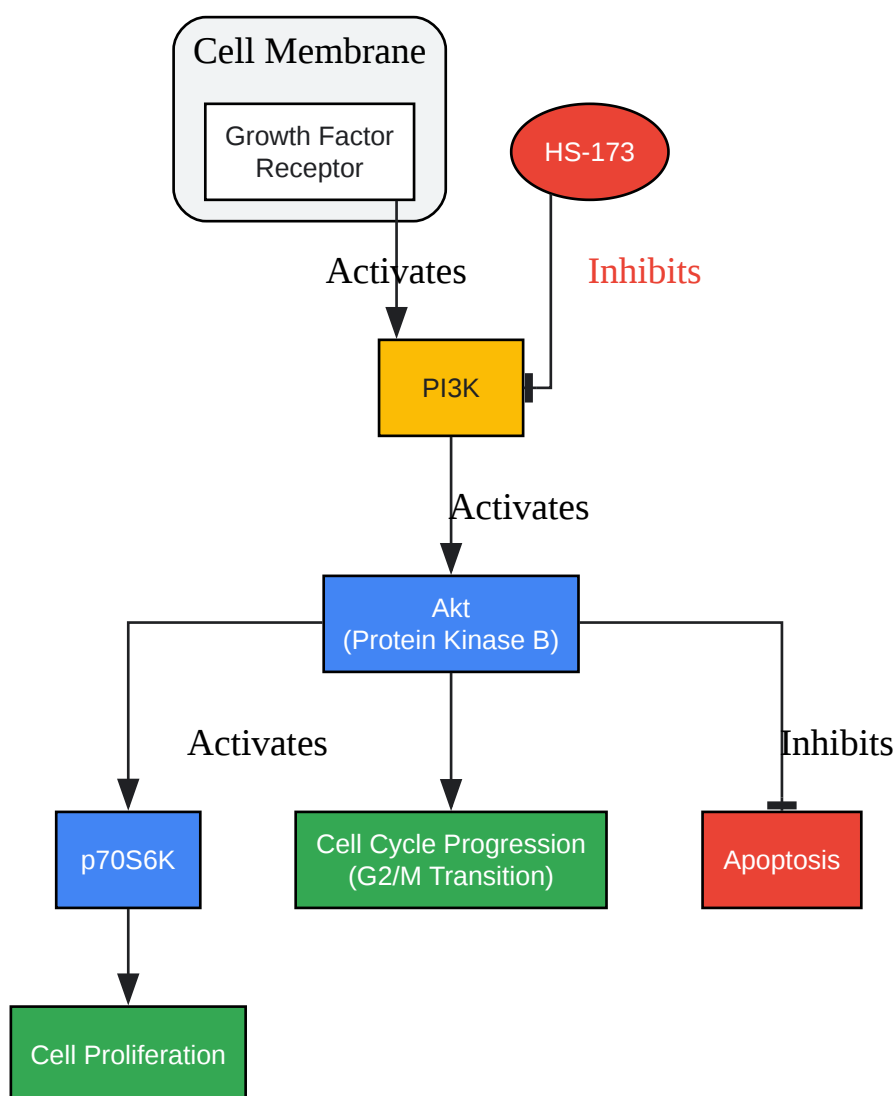 Cell Membrane
Growth Factor
Receptor
HS-173
Activates
Inhibits
PI3K
Activates
Akt
(Protein Kinase B)
Activates
Inhibits
p70S6K
Cell Cycle Progression
(G2/M Transition)
Apoptosis
Cell Proliferation